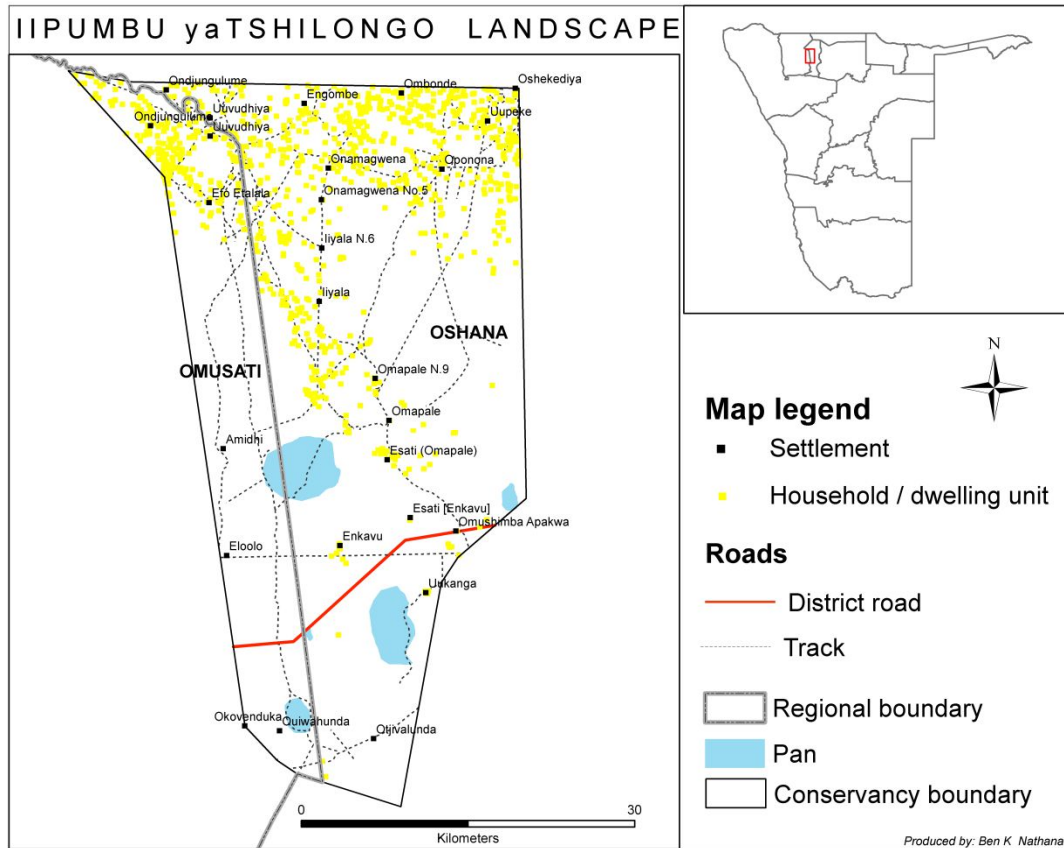 IIPUMBU yaTSHILONGO LANDSCAPE
Ondjungulume
Ombonde
Oshekediya
Engombe
Uuvudhiya
Ondjungulume
Uupeke
Uuvudhiya
Onamagwena
Oponona
Efo Etalala
Onamagwena No.5
Iiyala N.6
Iiyala
OSHANA
OMUSATI
Omapale N.9
Omapale
Amidhi
Esati (Omapale)
Esati [Enkavu]
Omushimba Apakwa
Enkavu
Eloolo
Uukanga
Okovenduka
Quiwahunda
Otjivalunda
0
30
Kilometers
N
Map legend
Settlement
Household / dwelling unit
Roads
District road
Track
Regional boundary
Pan
Conservancy boundary
Produced by: Ben K Nathana